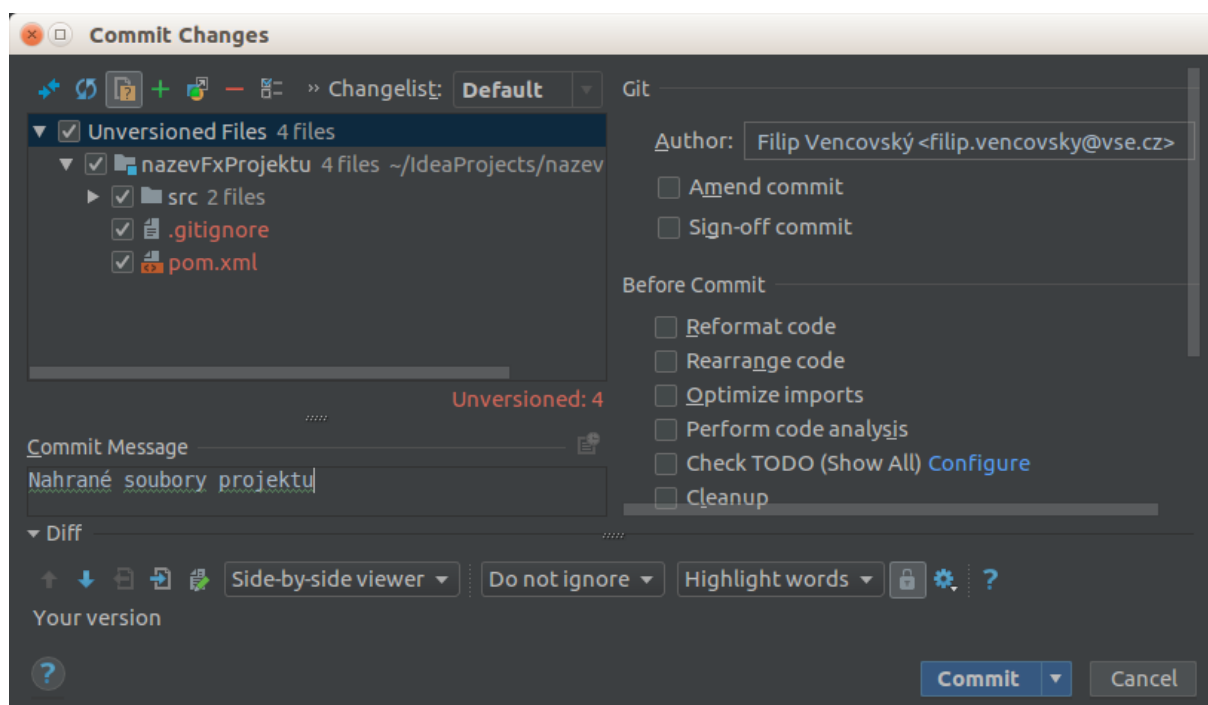 Commit Changes
» Changelist: Default
Unversioned Files 4 files
nazevFxProjektu 4 files ~/IdeaProjects/nazev
src 2 files
.gitignore
pom.xml
Unversioned: 4
Commit Message
Nahrané soubory projektu
Git
Author: Filip Vencovský <filip.vencovsky@vse.cz>
Amend commit
Sign-off commit
Before Commit
Reformat code
Rearrange code
Optimize imports
Perform code analysis
Check TODO (Show All) Configure
Cleanup
Diff
Side-by-side viewer Do not ignore Highlight words ?
Your version
? Commit Cancel